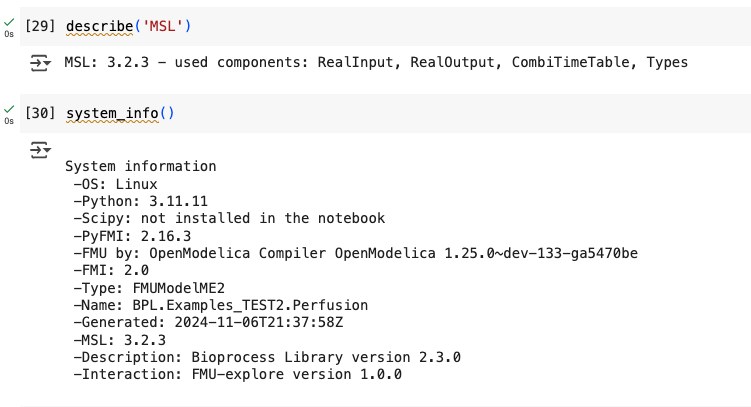 [29] describe('MSL')
0s
MSL: 3.2.3 – used components: RealInput, RealOutput, CombiTimeTable, Types
[30] system_info()
0s
System information
-OS: Linux
-Python: 3.11.11
-Scipy: not installed in the notebook
-PyFMI: 2.16.3
-FMU by: OpenModelica Compiler OpenModelica 1.25.0~dev-133-ga5470be
-FMI: 2.0
-Type: FMUModelME2
-Name: BPL.Examples_TEST2.Perfusion
-Generated: 2024-11-06T21:37:58Z
-MSL: 3.2.3
-Description: Bioprocess Library version 2.3.0
-Interaction: FMU-explore version 1.0.0